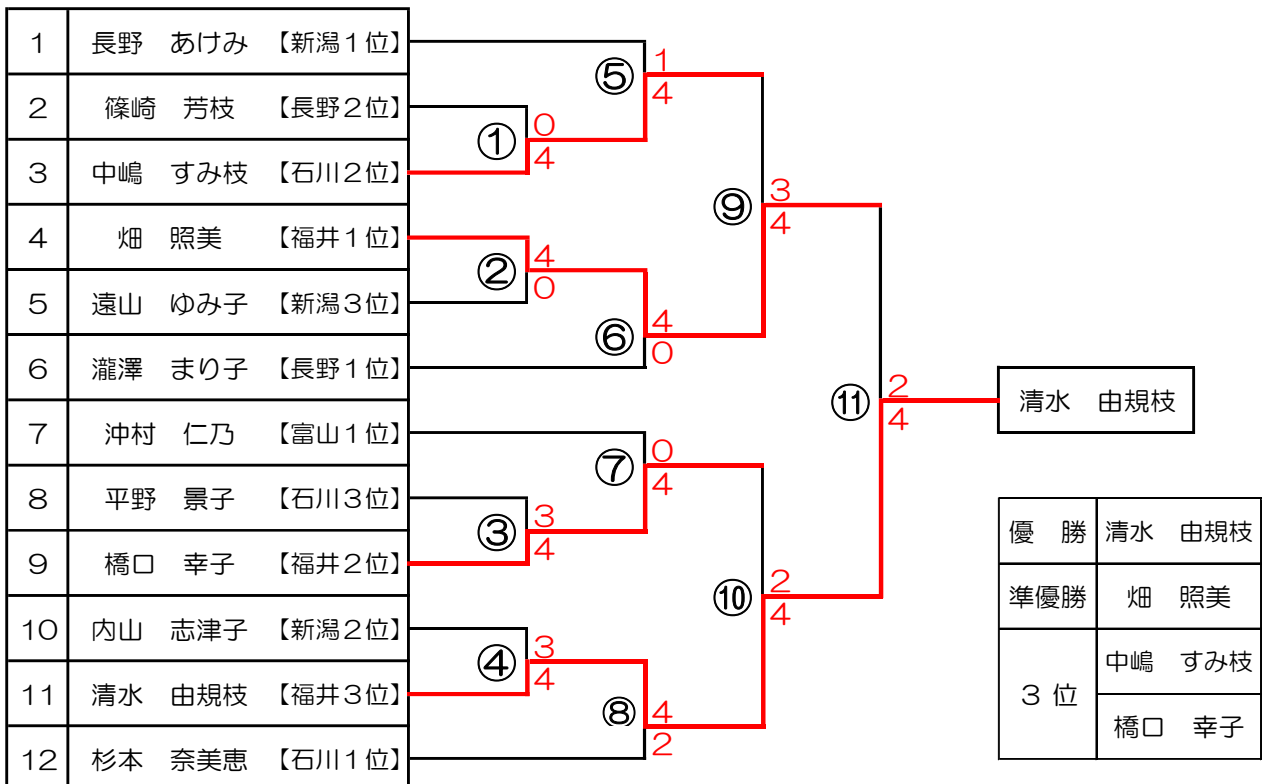 1 長野 あけみ 【新潟1位】
2 篠崎 芳枝 【長野2位】
3 中嶋 すみ枝 【石川2位】
4 畑 照美 【福井1位】
5 遠山 ゆみ子 【新潟3位】
6 瀧澤 まり子 【長野1位】
7 沖村 仁乃 【富山1位】
8 平野 景子 【石川3位】
9 橋口 幸子 【福井2位】
10 内山 志津子 【新潟2位】
11 清水 由規枝 【福井3位】
12 杉本 奈美恵 【石川1位】
① 0 4
② 4 0
③ 3 4
④ 3 4
⑤ 1 4
⑥ 4 0
⑦ 0 4
⑧ 4 2
⑨ 3 4
⑩ 2 4
⑪ 2 4
清水 由規枝
優 勝 清水 由規枝
準優勝 畑 照美
3 位 中嶋 すみ枝
橋口 幸子